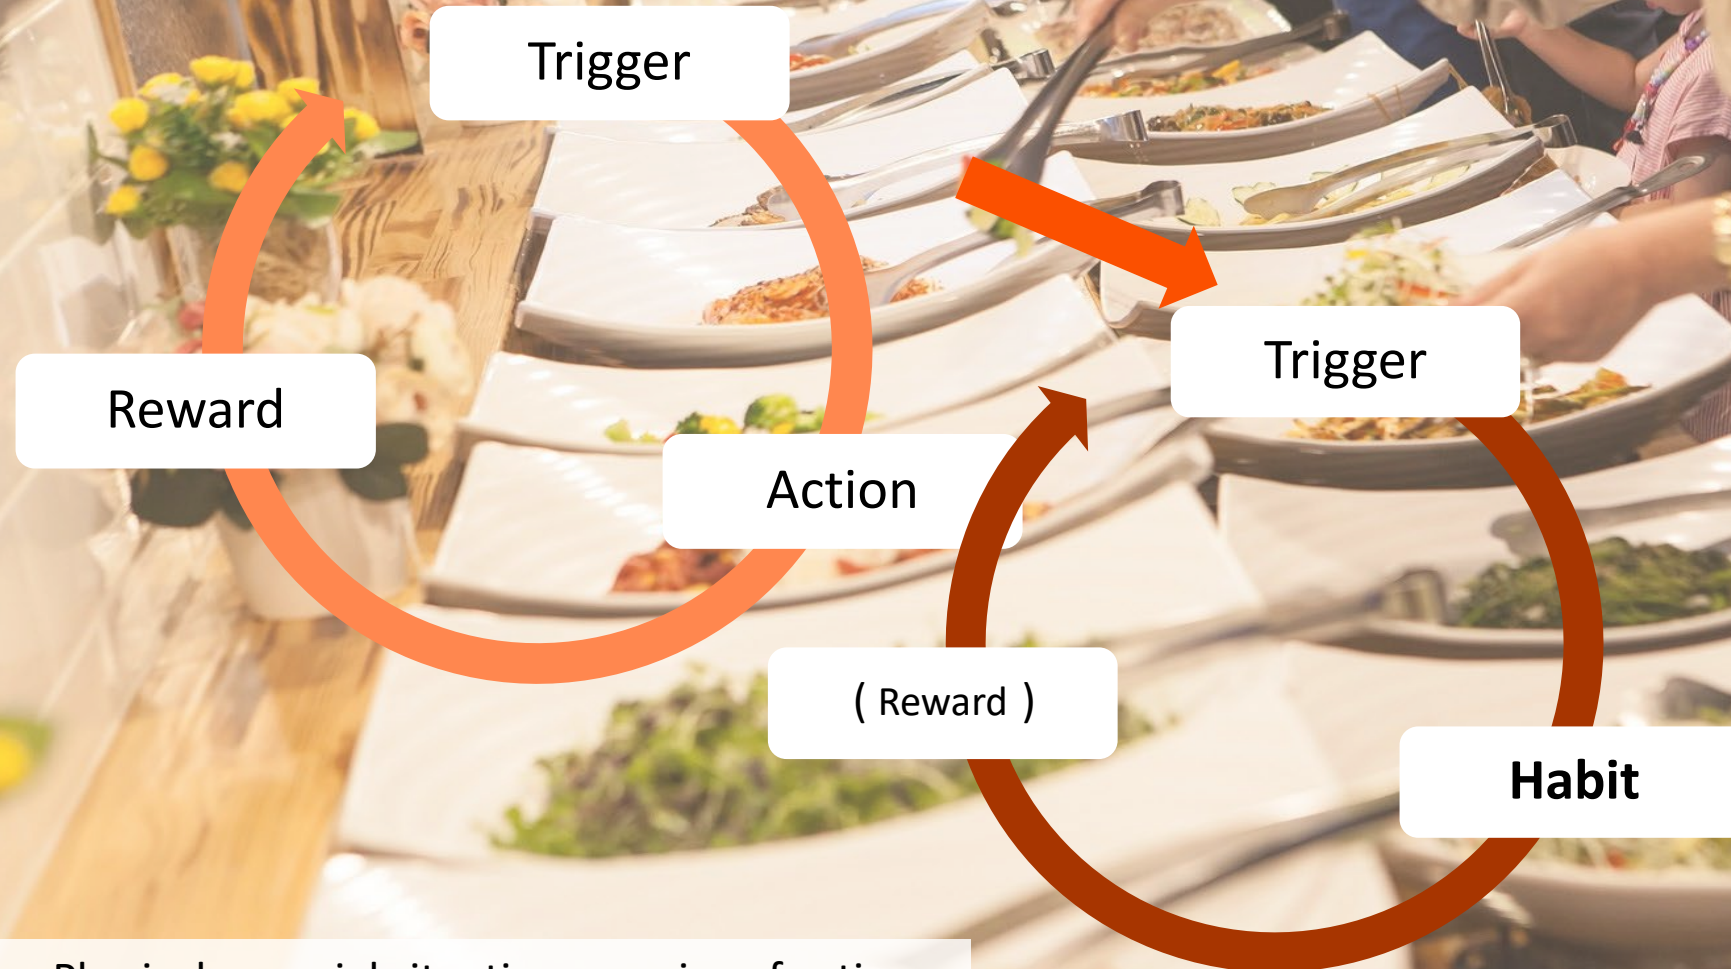 Trigger
Trigger
Reward
Action
( Reward )
Habit